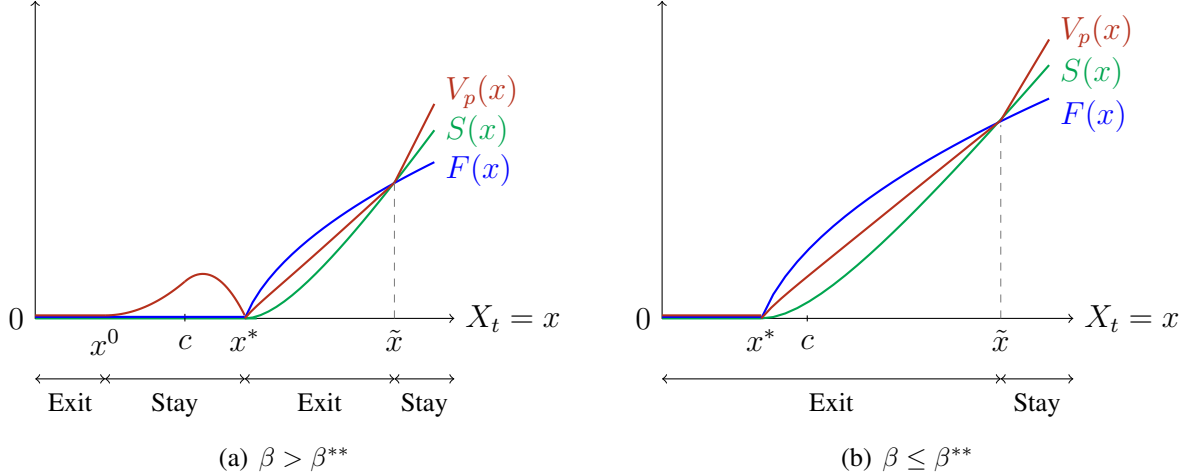 V_p(x)
S(x)
F(x)
0
x^0
c
x^*
x̃
X_t = x
Exit
Stay
Exit
Stay
(a) β > β^{**}
V_p(x)
S(x)
F(x)
0
x^*
c
x̃
X_t = x
Exit
Stay
(b) β ≤ β^{**}